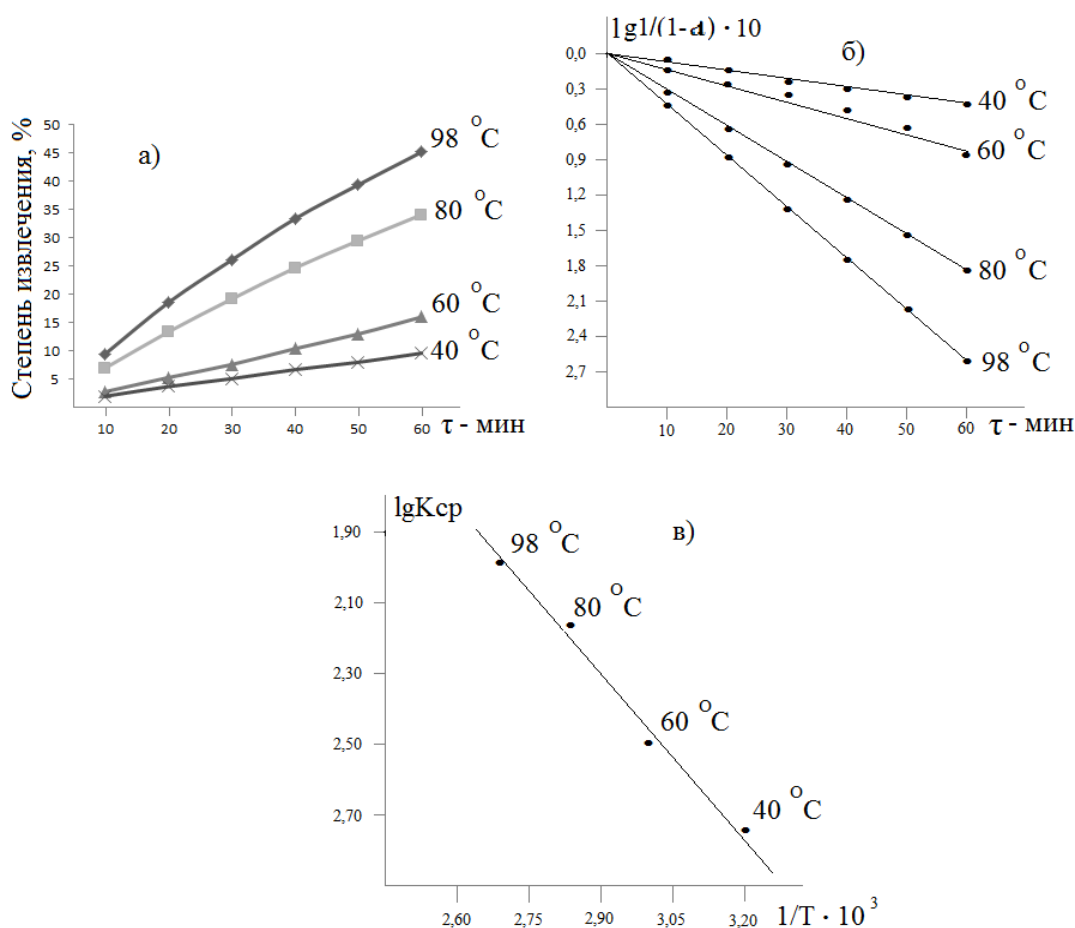 а)
Степень извлечения, %
50
45
40
35
30
25
20
15
10
5
98 °C
80 °C
60 °C
40 °C
10 20 30 40 50 60 τ - мин
lg1/(1-α) · 10
б)
0,0
0,3
0,6
0,9
1,2
1,5
1,8
2,1
2,4
2,7
40 °C
60 °C
80 °C
98 °C
10 20 30 40 50 60 τ - мин
lgKcp
в)
1,90
2,10
2,30
2,50
2,70
98 °C
80 °C
60 °C
40 °C
2,60 2,75 2,90 3,05 3,20 1/T · 10³